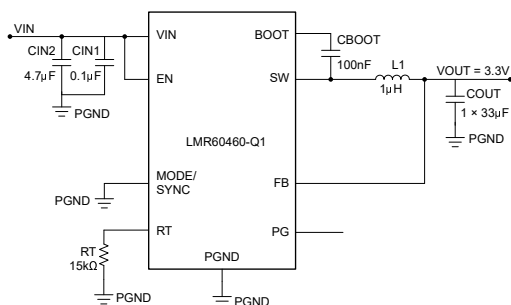 VIN
CIN2
4.7µF
CIN1
0.1µF
PGND
VIN
EN
MODE/
SYNC
RT
PGND
LMR60460-Q1
BOOT
SW
FB
PG
CBOOT
100nF
L1
1µH
VOUT = 3.3V
COUT
1 × 33µF
PGND
PGND
RT
15kΩ
PGND
PGND